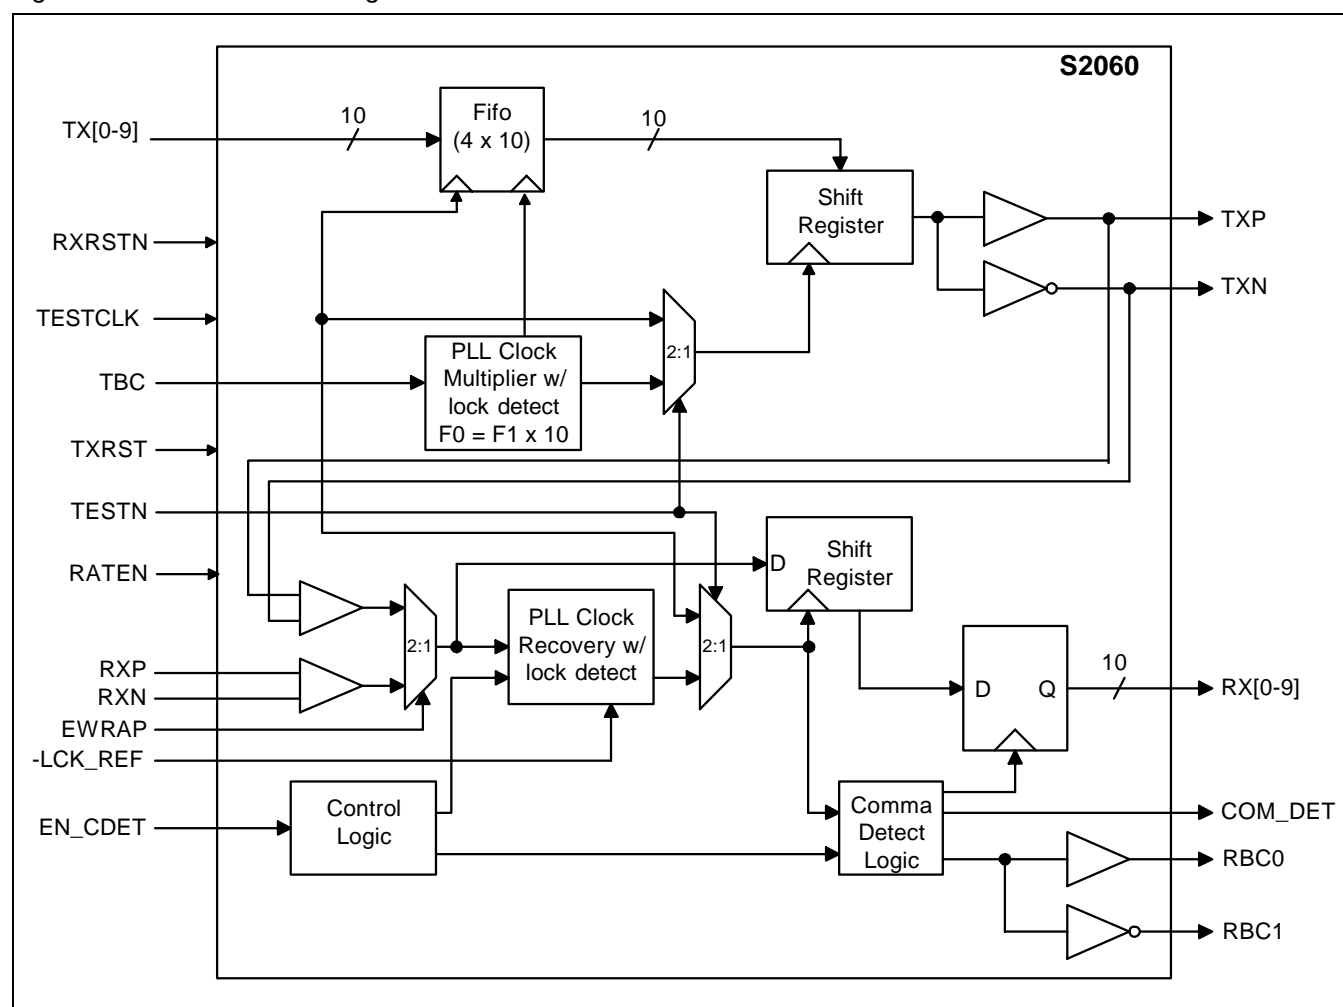 S2060
TX[0-9]
10
Fifo
(4 x 10)
10
Shift
Register
TXP
RXRSTN
TXN
TESTCLK
2:1
PLL Clock
Multiplier w/
lock detect
F0 = F1 x 10
TBC
TXRST
TESTN
D
Shift
Register
RATEN
2:1
PLL Clock
Recovery w/
lock detect
2:1
RXP
RXN
D
Q
10
RX[0-9]
EWRAP
-LCK_REF
EN_CDET
Control
Logic
Comma
Detect
Logic
COM_DET
RBC0
RBC1